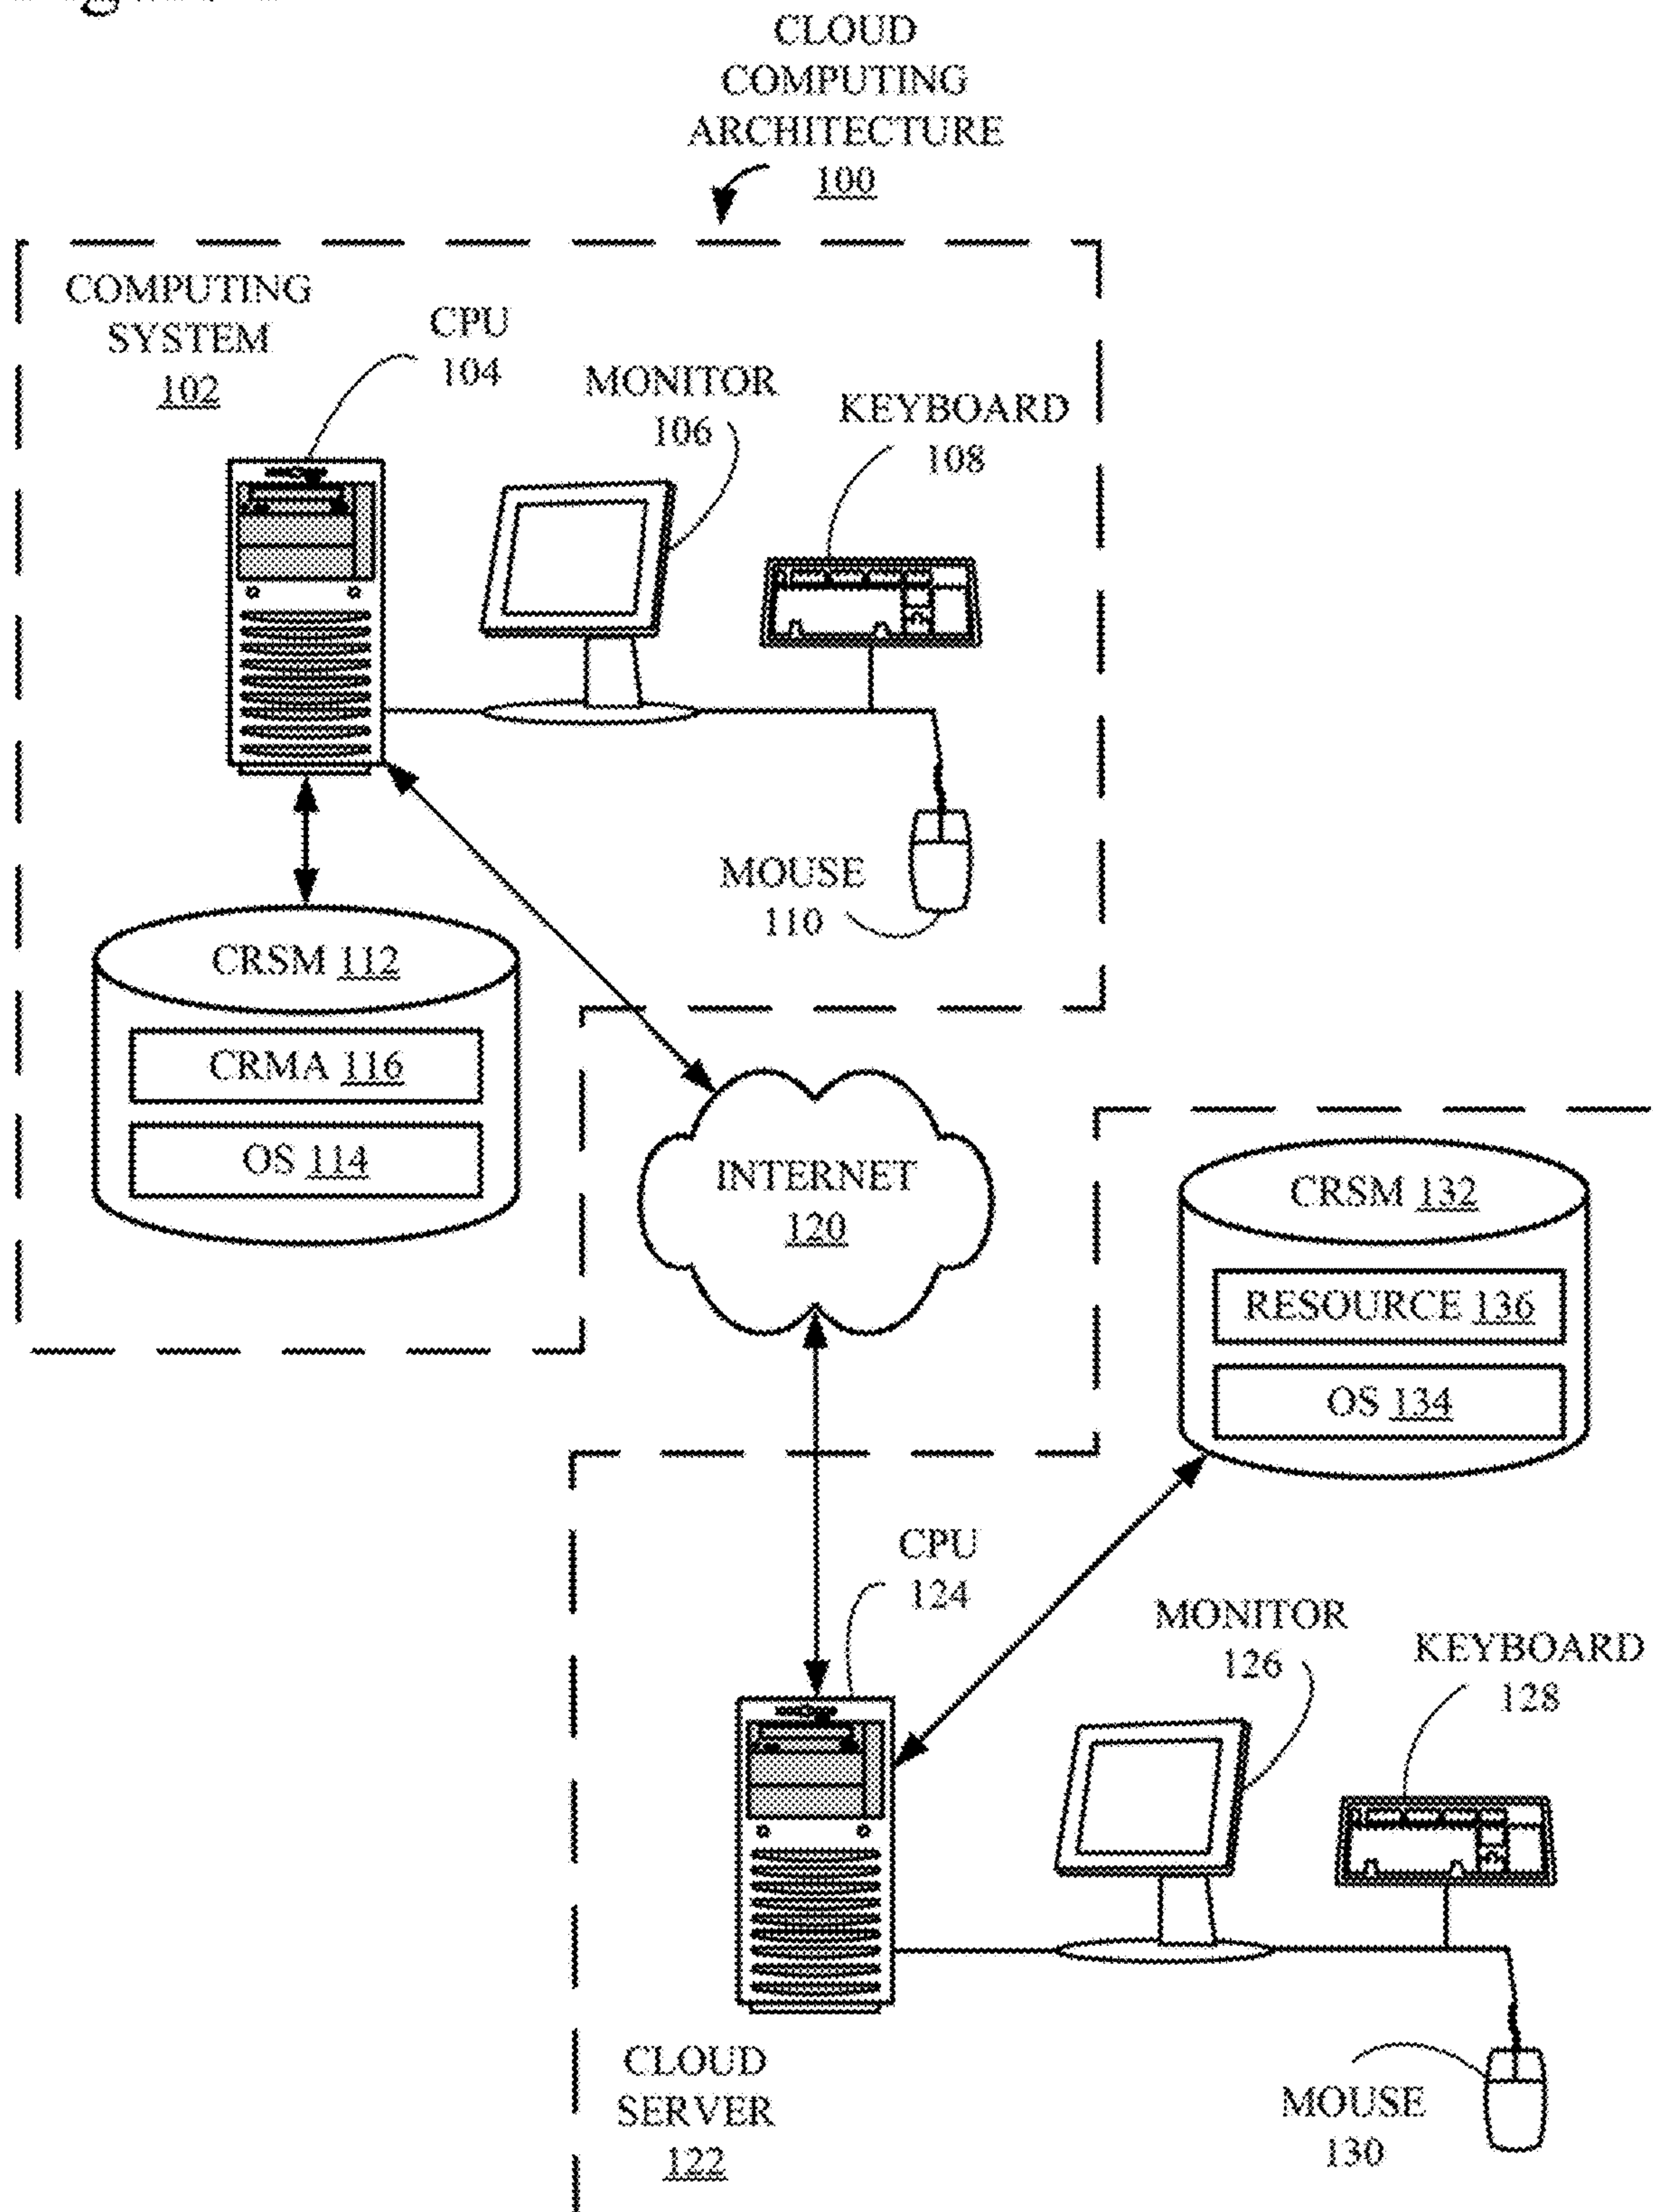 CLOUD
COMPUTING
ARCHITECTURE
100
COMPUTING
SYSTEM
102
CPU
104
MONITOR
106
KEYBOARD
108
MOUSE
110
CRSM 112
CRMA 116
OS 114
INTERNET
120
CRSM 132
RESOURCE 136
OS 134
CPU
124
MONITOR
126
KEYBOARD
128
CLOUD
SERVER
122
MOUSE
130